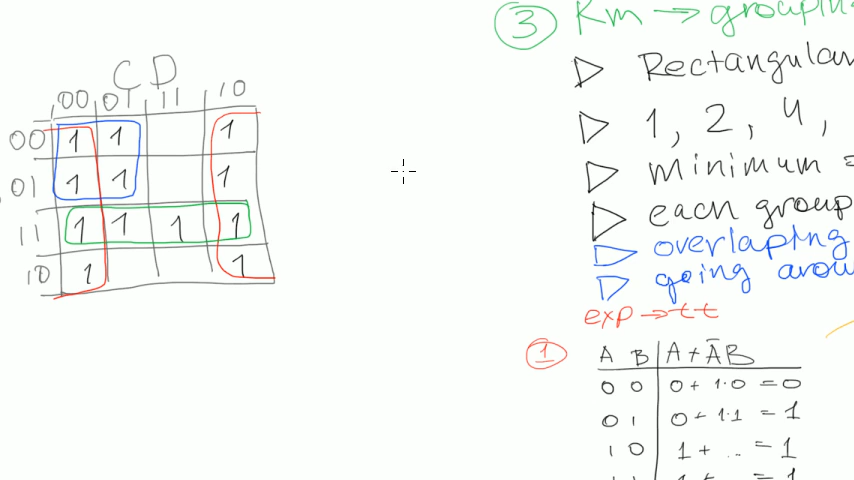 CD
00 01 11 10
00 1 1 1
01 1 1 1
11 1 1 1 1
10 1 1
3 Km → grouping
Rectangular
1, 2, 4,
minimum =
each group
overlaping
going arou
exp → tt
1
A B A + ĀB
0 0 0 + 1·0 = 0
0 1 0 + 1·1 = 1
1 0 1 + .. = 1
= 1